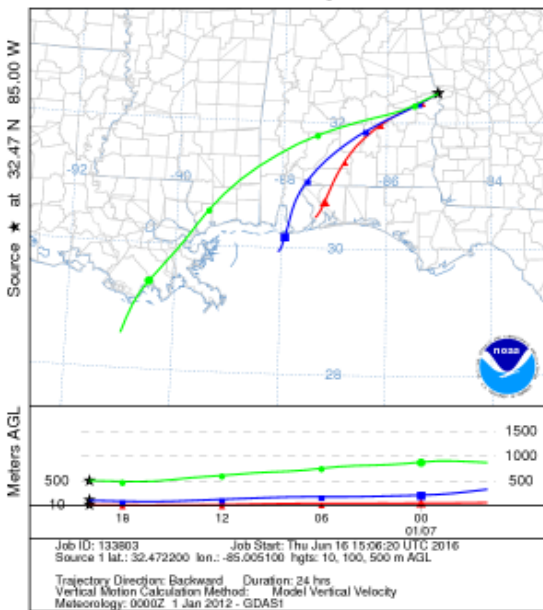 Source ★ at 32.47 N 85.00 W
32
-92
-90
-88
-86
-84
30
28
noaa
Meters AGL
1500
1000
500
500
10
18
12
06
00
01/07
Job ID: 133803 Job Start: Thu Jun 16 15:06:20 UTC 2016
Source 1 lat.: 32.472200 lon.: -85.005100 hgts: 10, 100, 500 m AGL
Trajectory Direction: Backward Duration: 24 hrs
Vertical Motion Calculation Method: Model Vertical Velocity
Meteorology: 0000Z 1 Jan 2012 - GDAS1